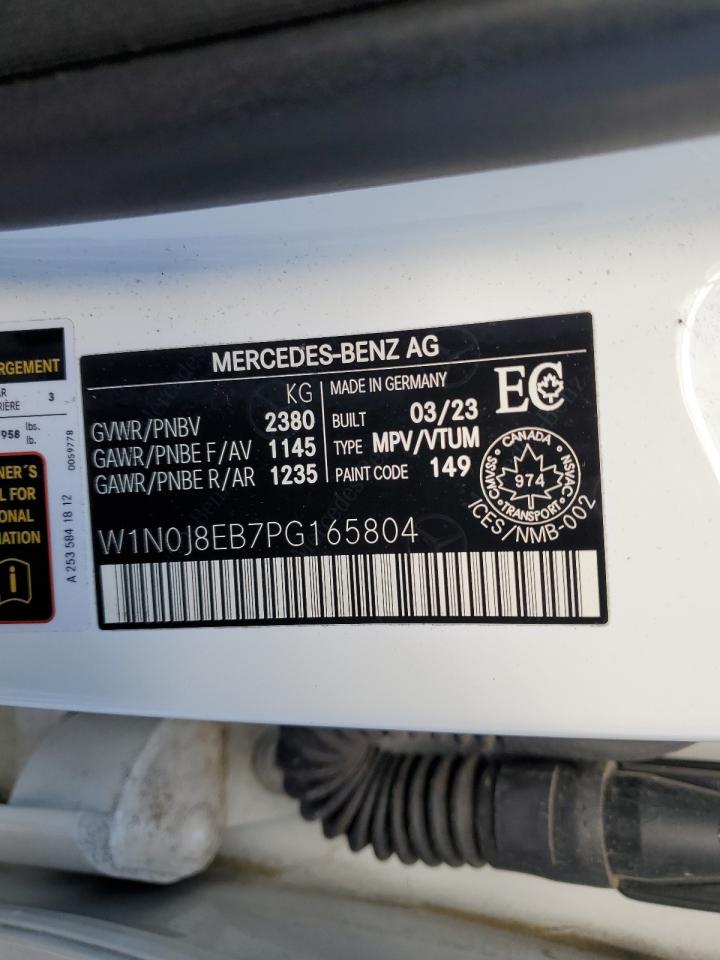 RGEMENT
3
958 lbs.
lb.
NER´S
L FOR
ONAL
ATION
i
A 253 584 18 12
0059778
MERCEDES-BENZ AG
KG
GVWR/PNBV 2380
GAWR/PNBE F/AV 1145
GAWR/PNBE R/AR 1235
MADE IN GERMANY
BUILT 03/23
TYPE MPV/VTUM
PAINT CODE 149
EC
CANADA
CMVSS
NSVAC
974
TRANSPORT
ICES/NMB-002
W1N0J8EB7PG165804